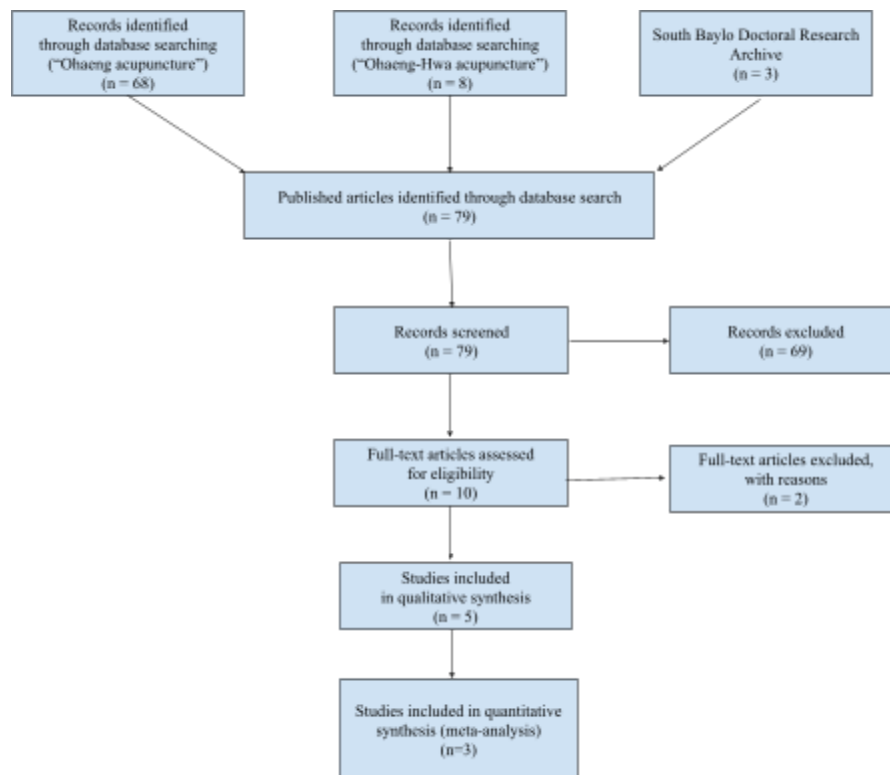 Records identified
through database searching
(“Ohaeng acupuncture”)
(n = 68)
Records identified
through database searching
(“Ohaeng-Hwa acupuncture”)
(n = 8)
South Baylo Doctoral Research
Archive
(n = 3)
Published articles identified through database search
(n = 79)
Records screened
(n = 79)
Records excluded
(n = 69)
Full-text articles assessed
for eligibility
(n = 10)
Full-text articles excluded,
with reasons
(n = 2)
Studies included
in qualitative synthesis
(n = 5)
Studies included in quantitative
synthesis (meta-analysis)
(n=3)